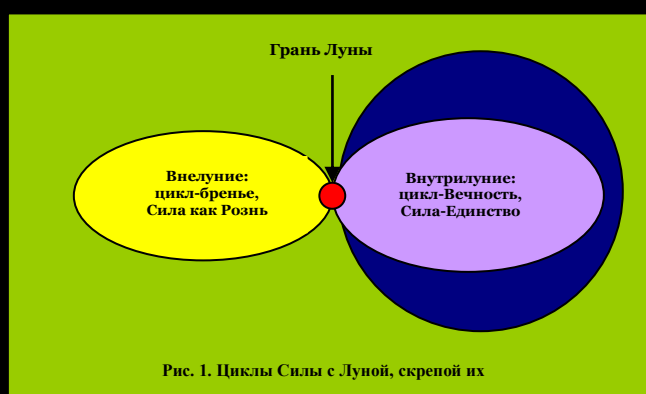 Грань Луны
Внелуние:
цикл-бренье,
Сила как Рознь
Внутрилуние:
цикл-Вечность,
Сила-Единство
Рис. 1. Циклы Силы с Луной, скрепой их